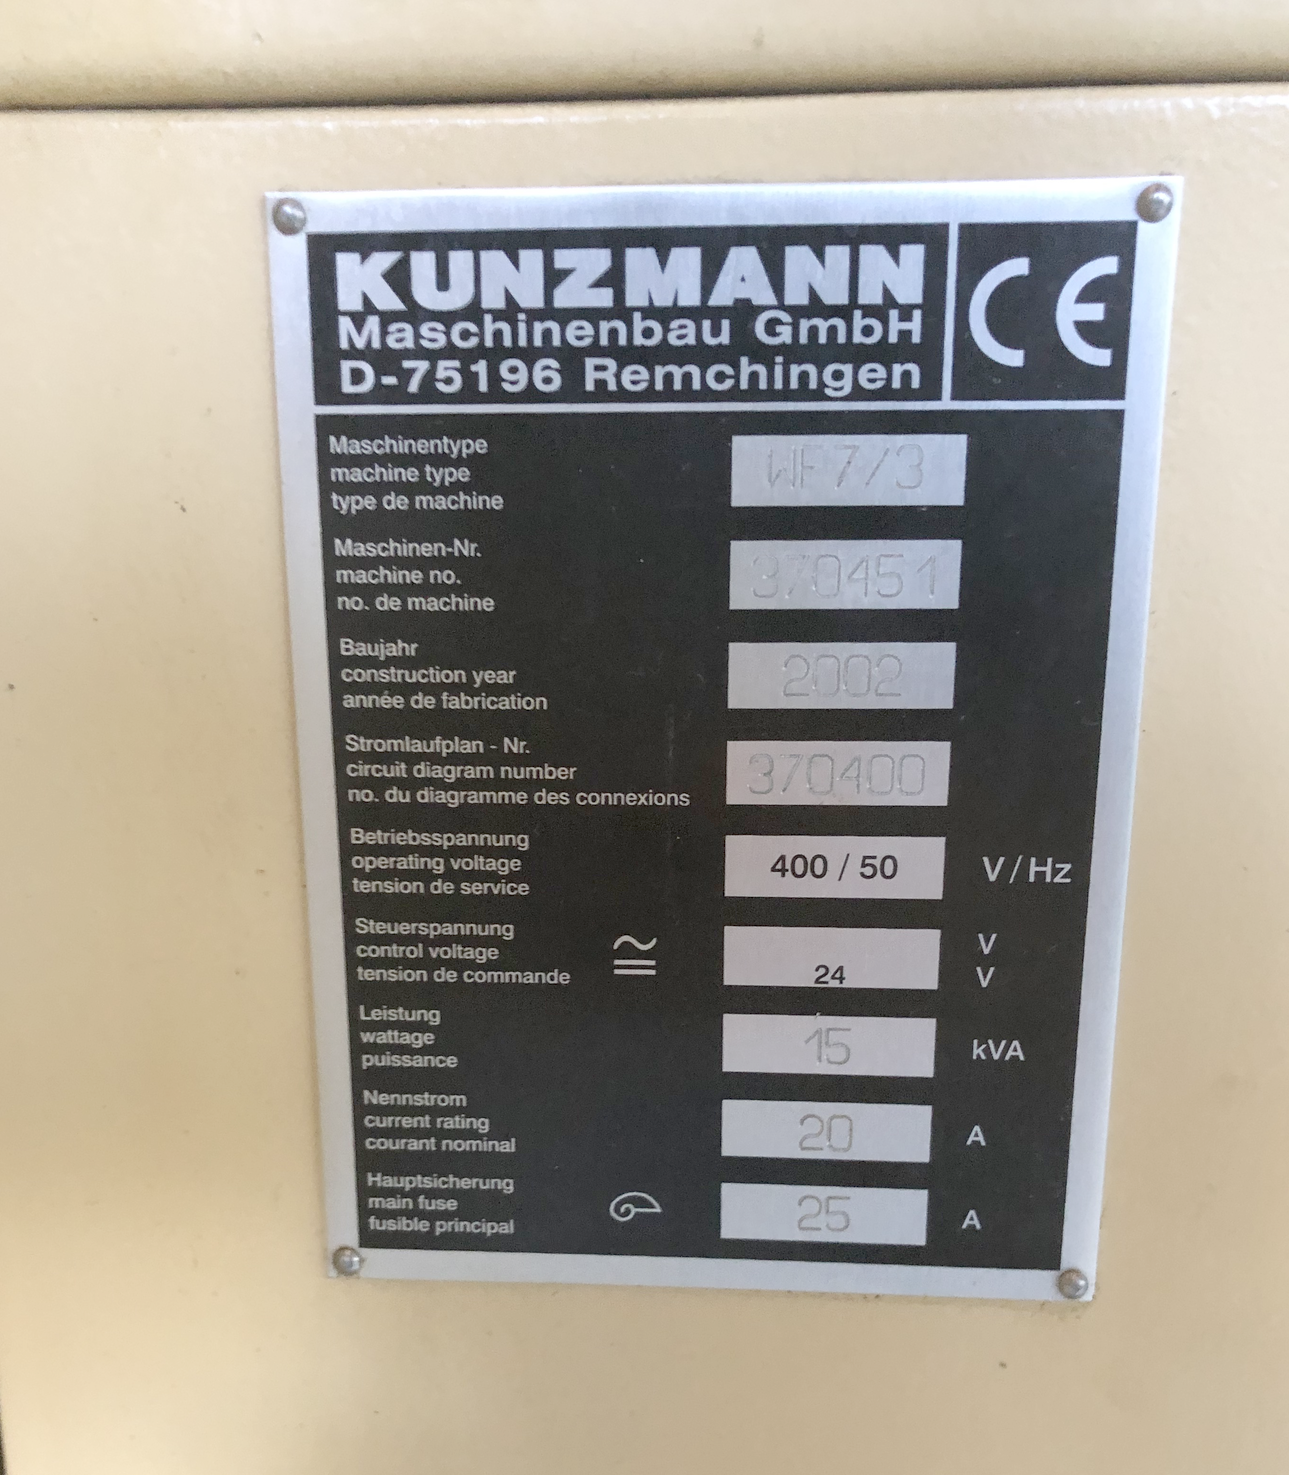 KUNZMANN
Maschinenbau GmbH
D-75196 Remchingen
CE
Maschinentype
machine type
type de machine
WF7/3
Maschinen-Nr.
machine no.
no. de machine
370451
Baujahr
construction year
année de fabrication
2002
Stromlaufplan - Nr.
circuit diagram number
no. du diagramme des connexions
370400
Betriebsspannung
operating voltage
tension de service
400 / 50 V/Hz
Steuerspannung
control voltage
tension de commande
V
24 V
Leistung
wattage
puissance
15 kVA
Nennstrom
current rating
courant nominal
20 A
Hauptsicherung
main fuse
fusible principal
25 A